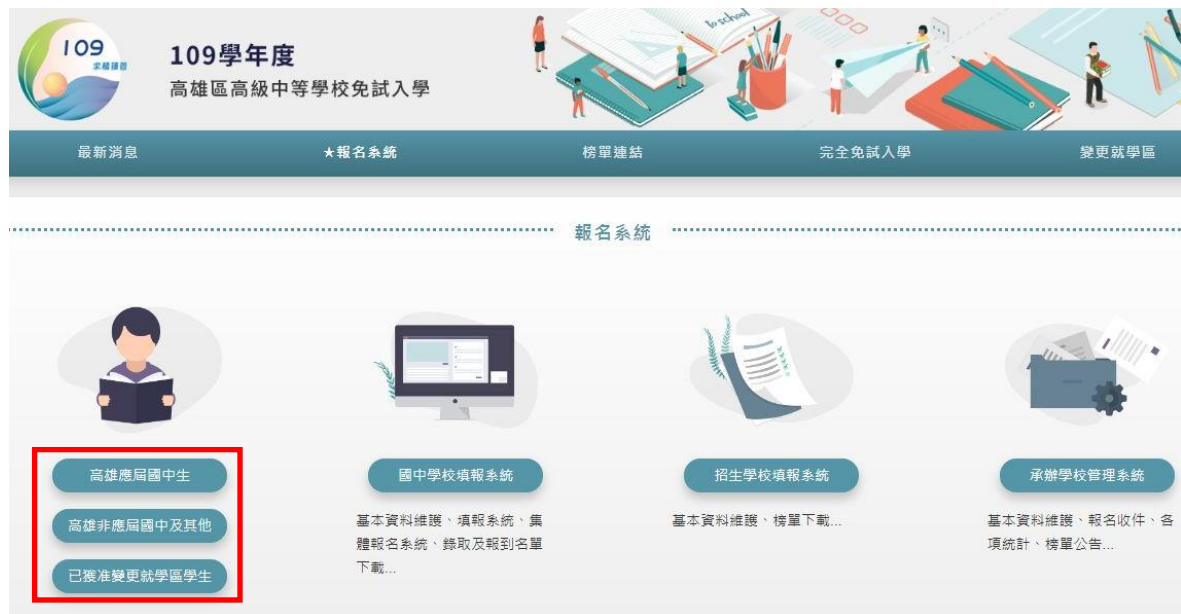 109
109學年度
高雄區高級中等學校免試入學
to school
最新消息
★報名系統
榜單連結
完全免試入學
變更就學區
報名系統
高雄應屆國中生
高雄非應屆國中及其他
已獲准變更就學區學生
國中學校填報系統
基本資料維護、填報系統、集
體報名系統、錄取及報到名單
下載...
招生學校填報系統
基本資料維護、榜單下載...
承辦學校管理系統
基本資料維護、報名收件、各
項統計、榜單公告...